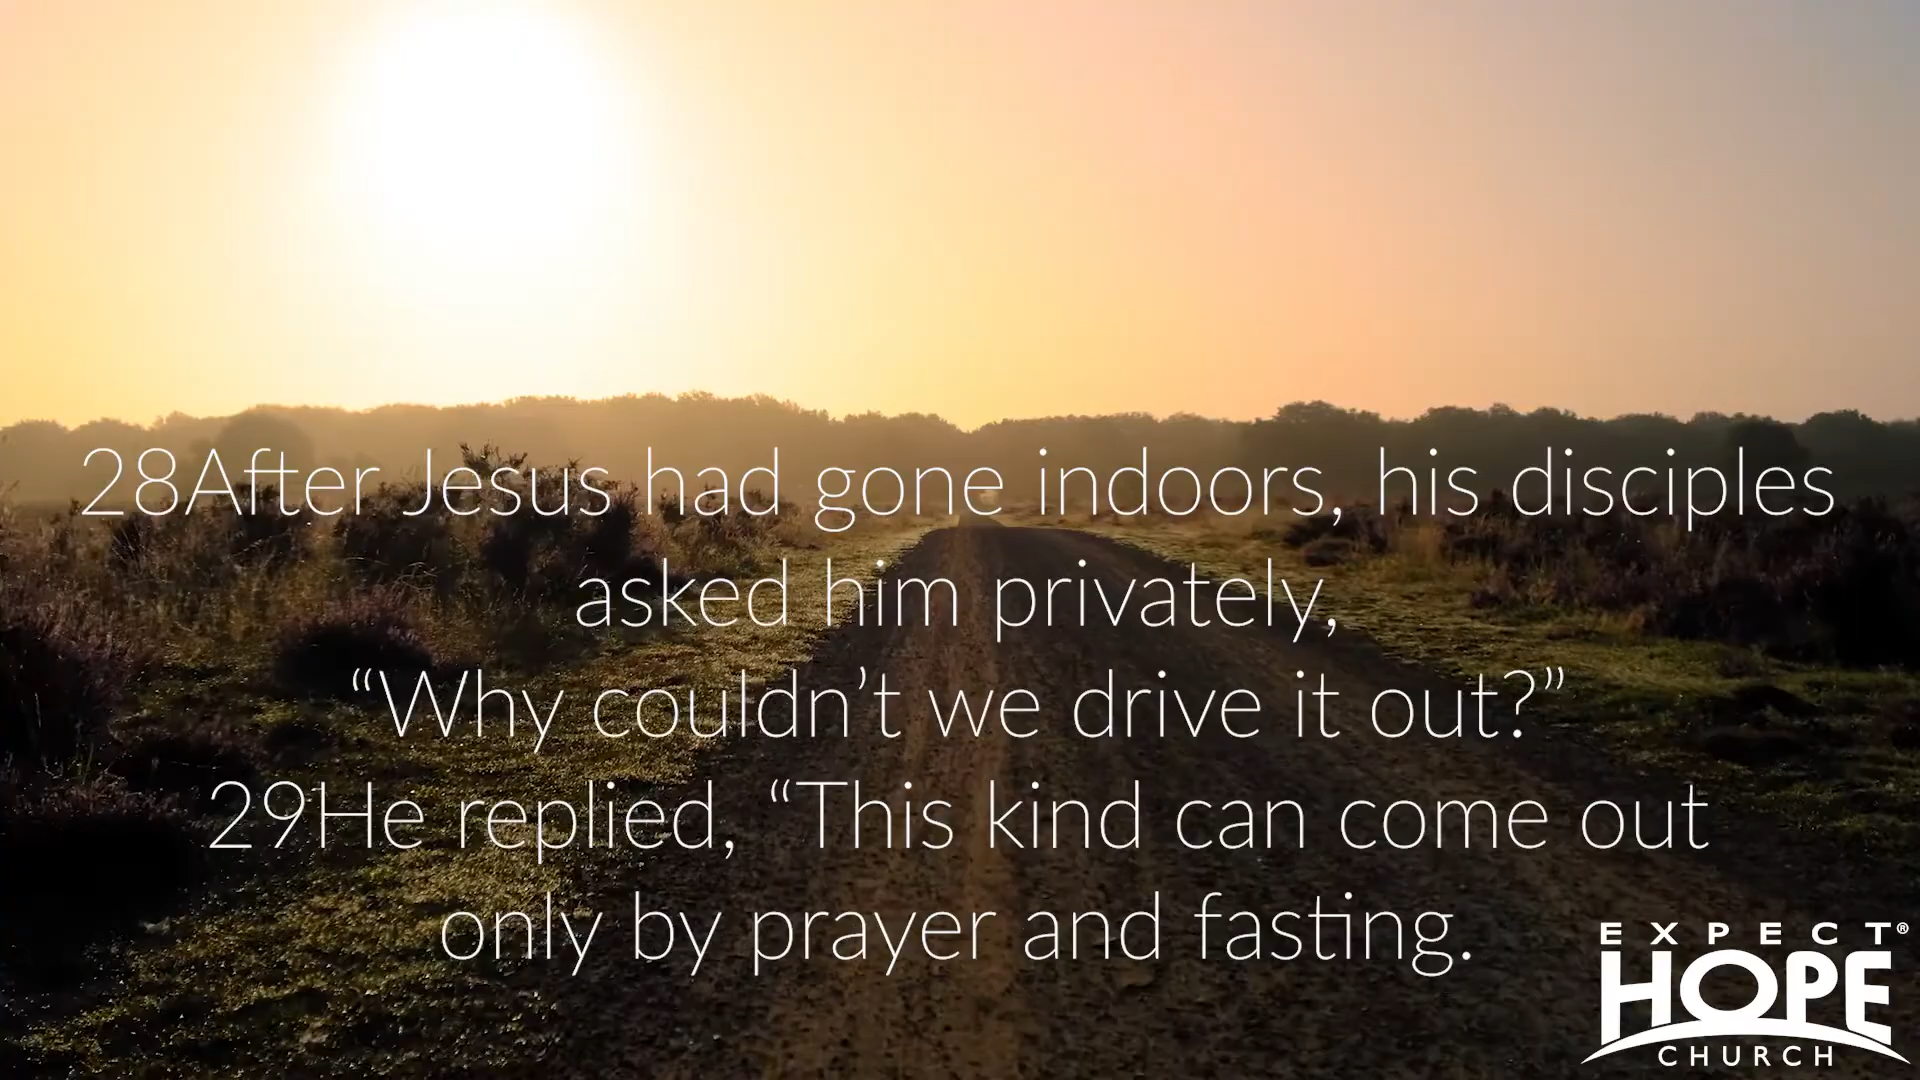 28After Jesus had gone indoors, his disciples
asked him privately,
“Why couldn’t we drive it out?”
29He replied, “This kind can come out
only by prayer and fasting.
EXPECT®
HOPE
CHURCH